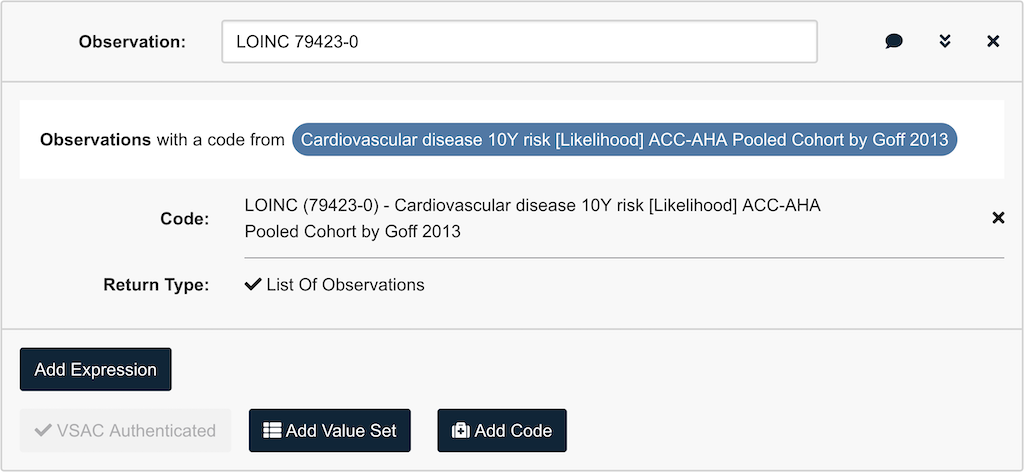 Observation: LOINC 79423-0
Observations with a code from Cardiovascular disease 10Y risk [Likelihood] ACC-AHA Pooled Cohort by Goff 2013
Code: LOINC (79423-0) - Cardiovascular disease 10Y risk [Likelihood] ACC-AHA
Pooled Cohort by Goff 2013
Return Type: List Of Observations
Add Expression
VSAC Authenticated Add Value Set Add Code